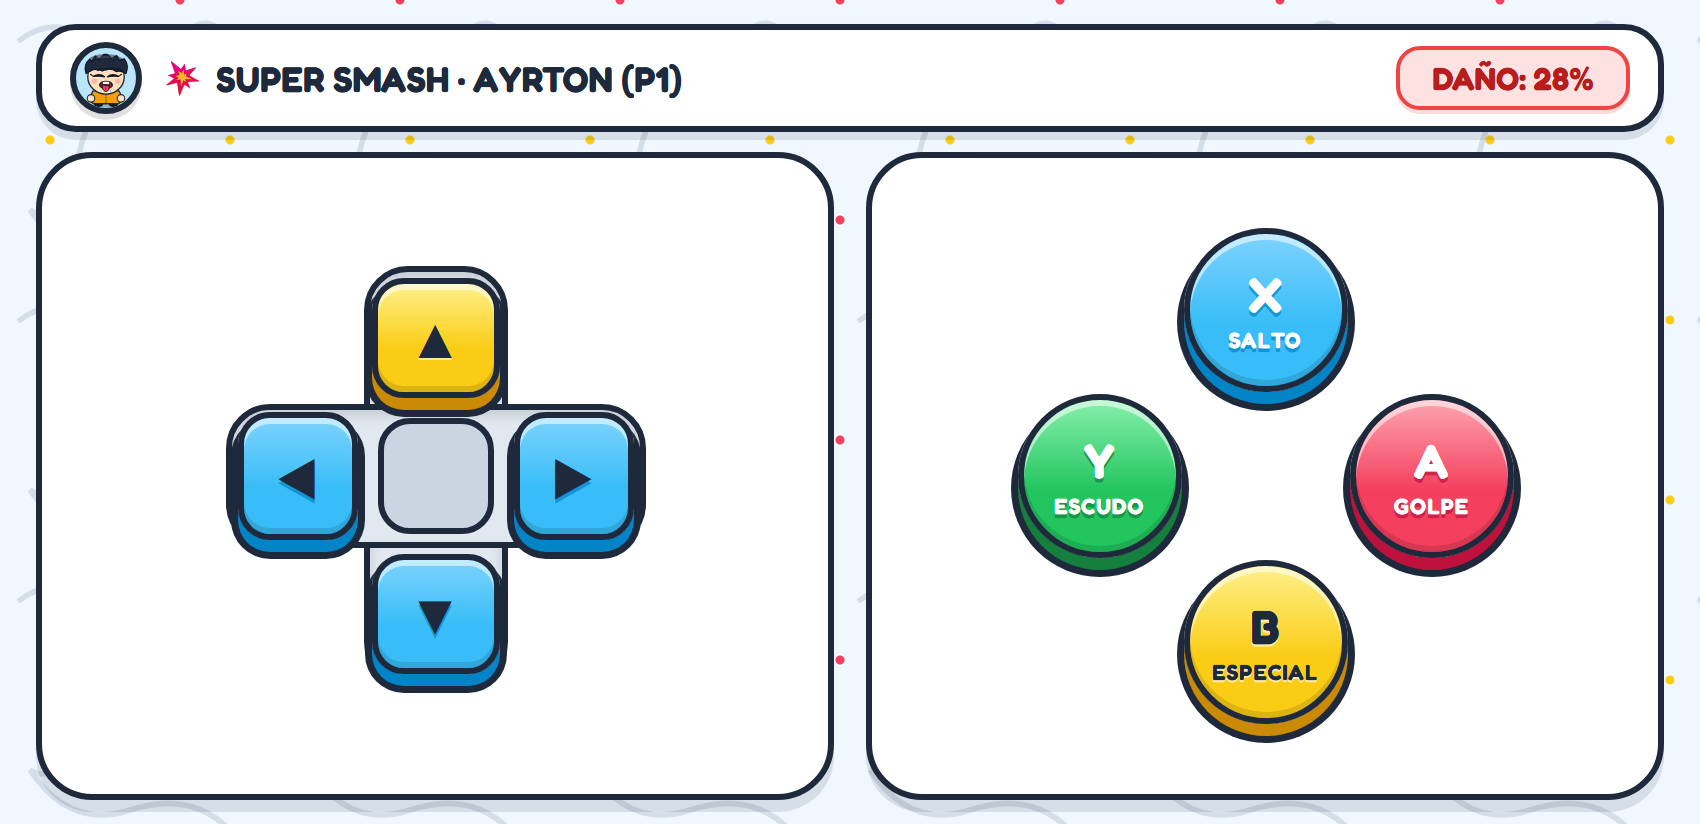 SUPER SMASH · AYRTON (P1)
DAÑO: 28%
X
SALTO
Y
ESCUDO
A
GOLPE
B
ESPECIAL